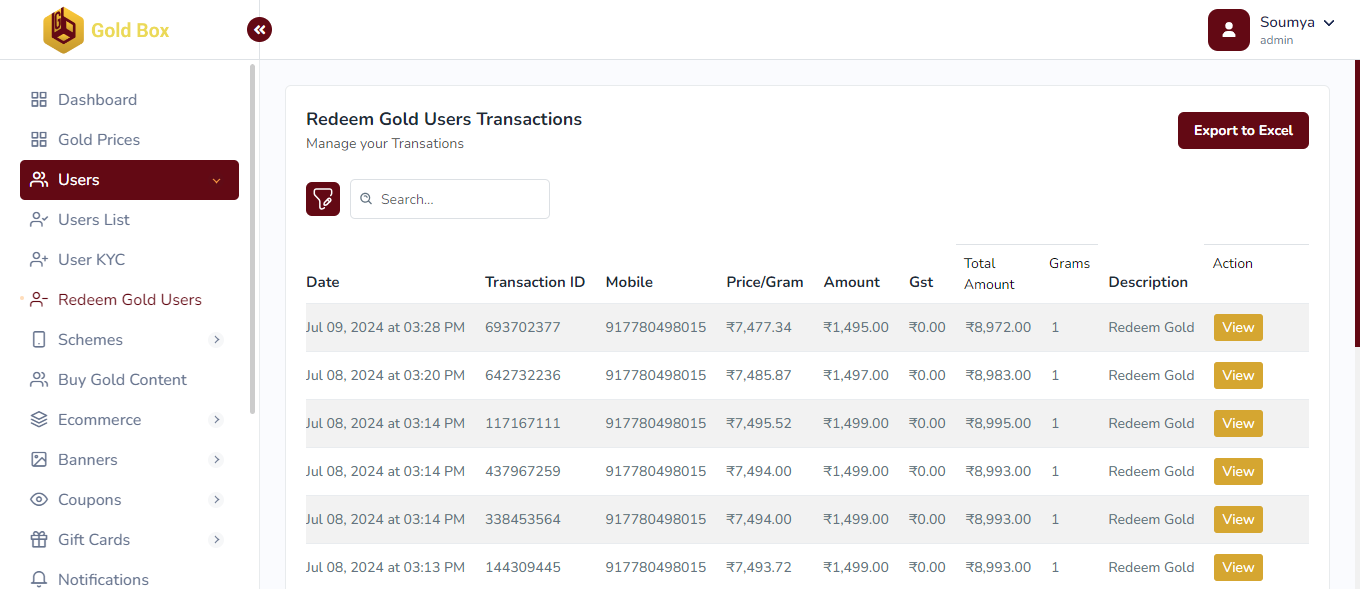 Gold Box
Soumya
admin
Dashboard
Gold Prices
Users
Users List
User KYC
Redeem Gold Users
Schemes
Buy Gold Content
Ecommerce
Banners
Coupons
Gift Cards
Notifications
Redeem Gold Users Transactions
Manage your Transations
Export to Excel
Search...
Date Transaction ID Mobile Price/Gram Amount Gst Total Amount Grams Description Action
Jul 09, 2024 at 03:28 PM 693702377 917780498015 ₹7,477.34 ₹1,495.00 ₹0.00 ₹8,972.00 1 Redeem Gold View
Jul 08, 2024 at 03:20 PM 642732236 917780498015 ₹7,485.87 ₹1,497.00 ₹0.00 ₹8,983.00 1 Redeem Gold View
Jul 08, 2024 at 03:14 PM 117167111 917780498015 ₹7,495.52 ₹1,499.00 ₹0.00 ₹8,995.00 1 Redeem Gold View
Jul 08, 2024 at 03:14 PM 437967259 917780498015 ₹7,494.00 ₹1,499.00 ₹0.00 ₹8,993.00 1 Redeem Gold View
Jul 08, 2024 at 03:14 PM 338453564 917780498015 ₹7,494.00 ₹1,499.00 ₹0.00 ₹8,993.00 1 Redeem Gold View
Jul 08, 2024 at 03:13 PM 144309445 917780498015 ₹7,493.72 ₹1,499.00 ₹0.00 ₹8,993.00 1 Redeem Gold View